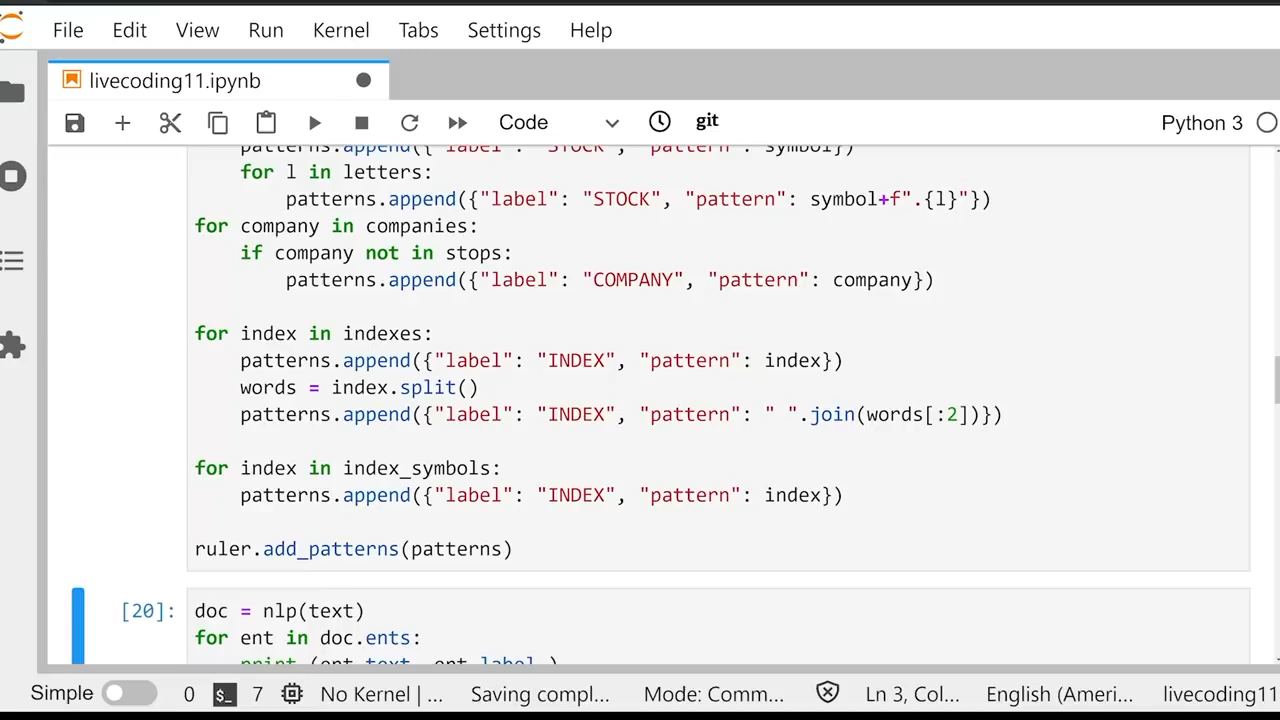 File Edit View Run Kernel Tabs Settings Help
livecoding11.ipynb
Code
git
Python 3
patterns.append({"label": "STOCK", "pattern": symbol})
for l in letters:
patterns.append({"label": "STOCK", "pattern": symbol+f".{l}"})
for company in companies:
if company not in stops:
patterns.append({"label": "COMPANY", "pattern": company})
for index in indexes:
patterns.append({"label": "INDEX", "pattern": index})
words = index.split()
patterns.append({"label": "INDEX", "pattern": " ".join(words[:2])})
for index in index_symbols:
patterns.append({"label": "INDEX", "pattern": index})
ruler.add_patterns(patterns)
[20]:
doc = nlp(text)
for ent in doc.ents:
print (ent.text, ent.label_)
Simple 0 $_ 7 No Kernel | ... Saving compl... Mode: Comm... Ln 3, Col... English (Ameri... livecoding11